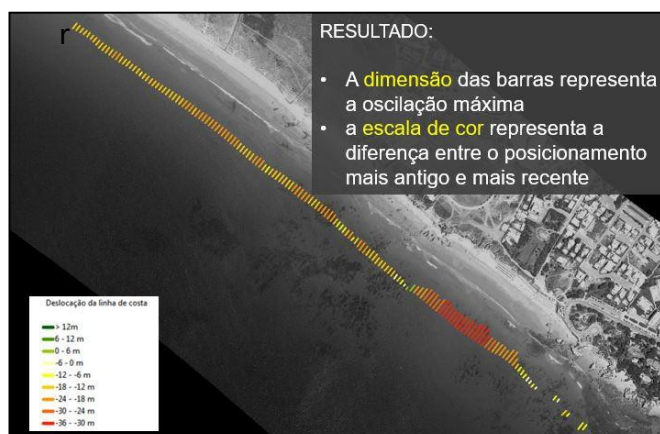 r
RESULTADO:
• A dimensão das barras representa
a oscilação máxima
• a escala de cor representa a
diferença entre o posicionamento
mais antigo e mais recente
Deslocação da linha de costa
> 12m
6 - 12 m
0 - 6 m
-6 - 0 m
-12 - -6 m
-18 - -12 m
-24 - -18 m
-30 - -24 m
-36 - -30 m